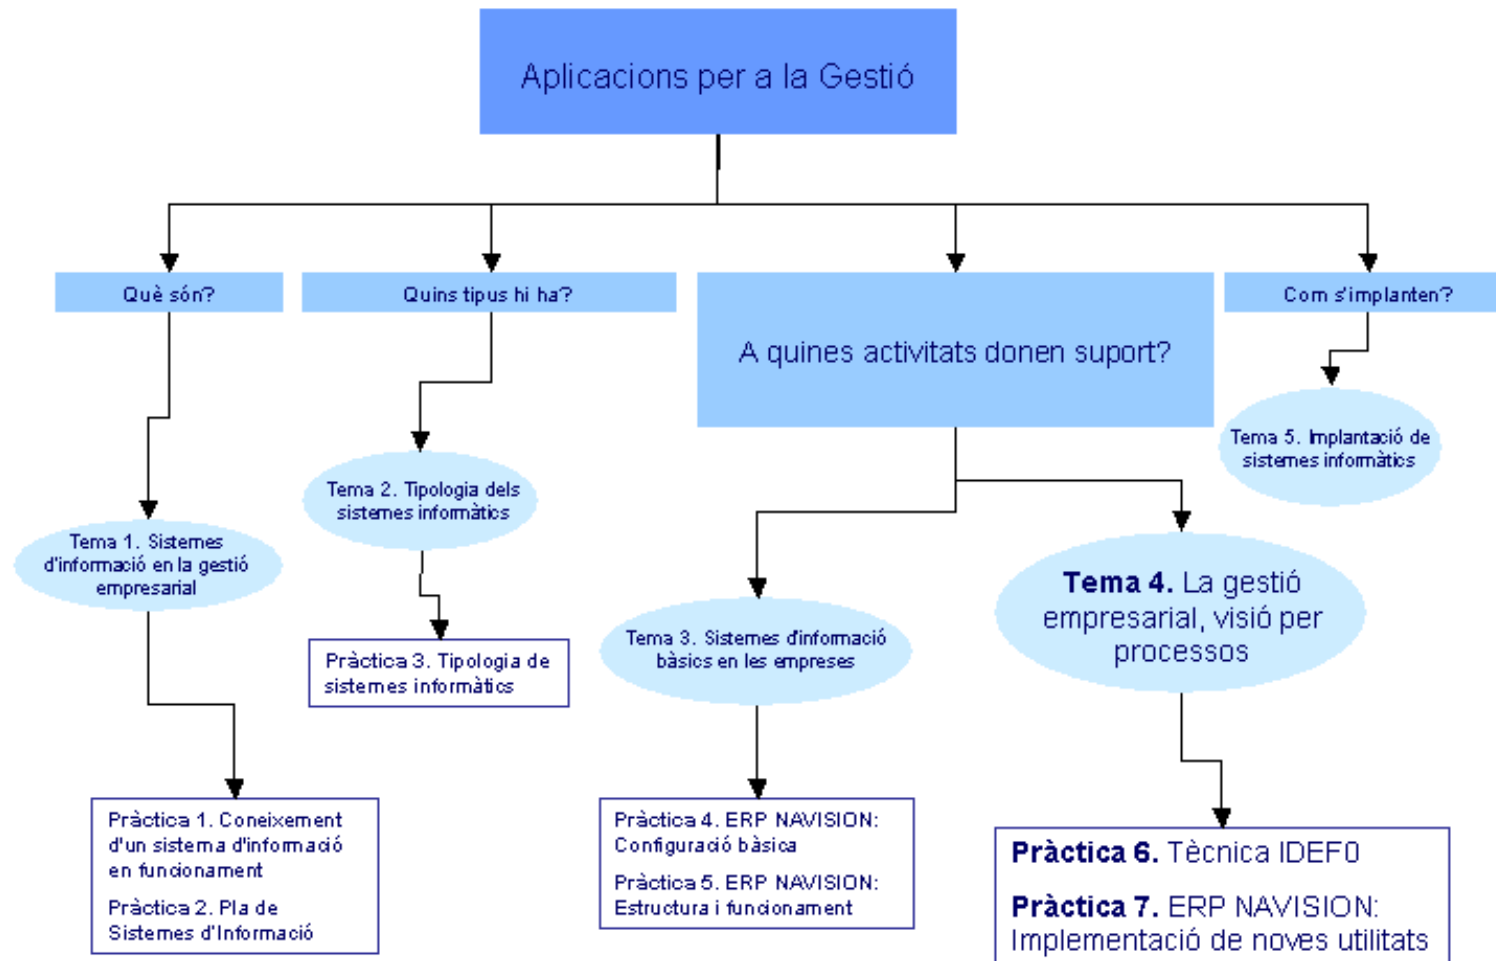 Aplicacions per a la Gestió
Què són?
Quins tipus hi ha?
A quines activitats donen suport?
Com s'implanten?
Tema 1. Sistemes
d'informació en la gestió
empresarial
Tema 2. Tipologia dels
sistemes informàtics
Tema 3. Sistemes d'informació
bàsics en les empreses
Tema 4. La gestió
empresarial, visió per
processos
Tema 5. Implantació de
sistemes informàtics
Pràctica 1. Coneixement
d'un sistema d'informació
en funcionament
Pràctica 2. Pla de
Sistemes d'Informació
Pràctica 3. Tipologia de
sistemes informàtics
Pràctica 4. ERP NAVISION:
Configuració bàsica
Pràctica 5. ERP NAVISION:
Estructura i funcionament
Pràctica 6. Tècnica IDEF0
Pràctica 7. ERP NAVISION:
Implementació de noves utilitats